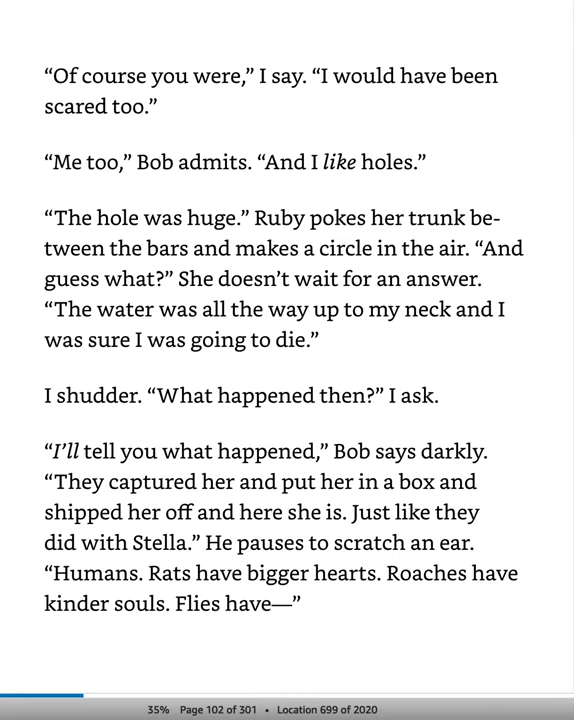 “Of course you were,” I say. “I would have been
scared too.”
“Me too,” Bob admits. “And I like holes.”
“The hole was huge.” Ruby pokes her trunk be-
tween the bars and makes a circle in the air. “And
guess what?” She doesn’t wait for an answer.
“The water was all the way up to my neck and I
was sure I was going to die.”
I shudder. “What happened then?” I ask.
“I’ll tell you what happened,” Bob says darkly.
“They captured her and put her in a box and
shipped her off and here she is. Just like they
did with Stella.” He pauses to scratch an ear.
“Humans. Rats have bigger hearts. Roaches have
kinder souls. Flies have—”
35% Page 102 of 301 • Location 699 of 2020